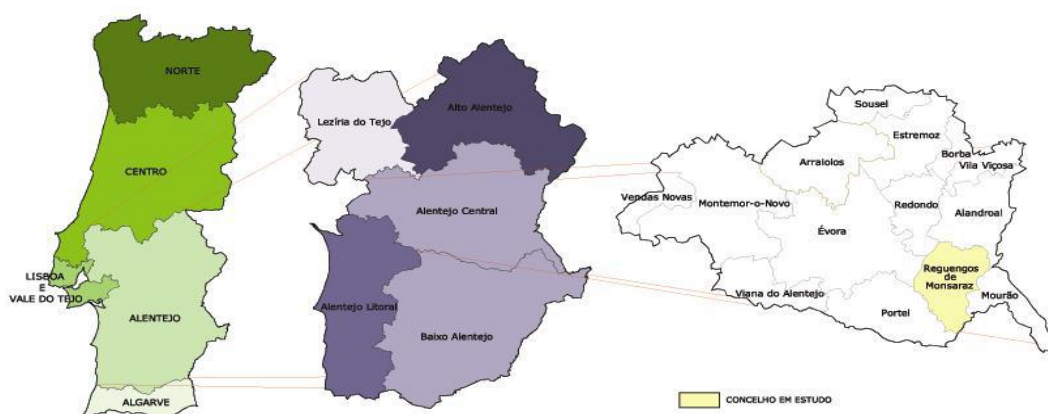 NORTE
CENTRO
LISBOA
E
VALE DO TEJO
ALENTEJO
ALGARVE
Lezíria do Tejo
Alto Alentejo
Alentejo Central
Alentejo Litoral
Baixo Alentejo
Sousel
Estremoz
Arraiolos
Borba
Vila Viçosa
Vendas Novas
Montemor-o-Novo
Redondo
Alandroal
Évora
Reguengos
de
Monsaraz
Viana do Alentejo
Mourão
Portel
CONCELHO EM ESTUDO